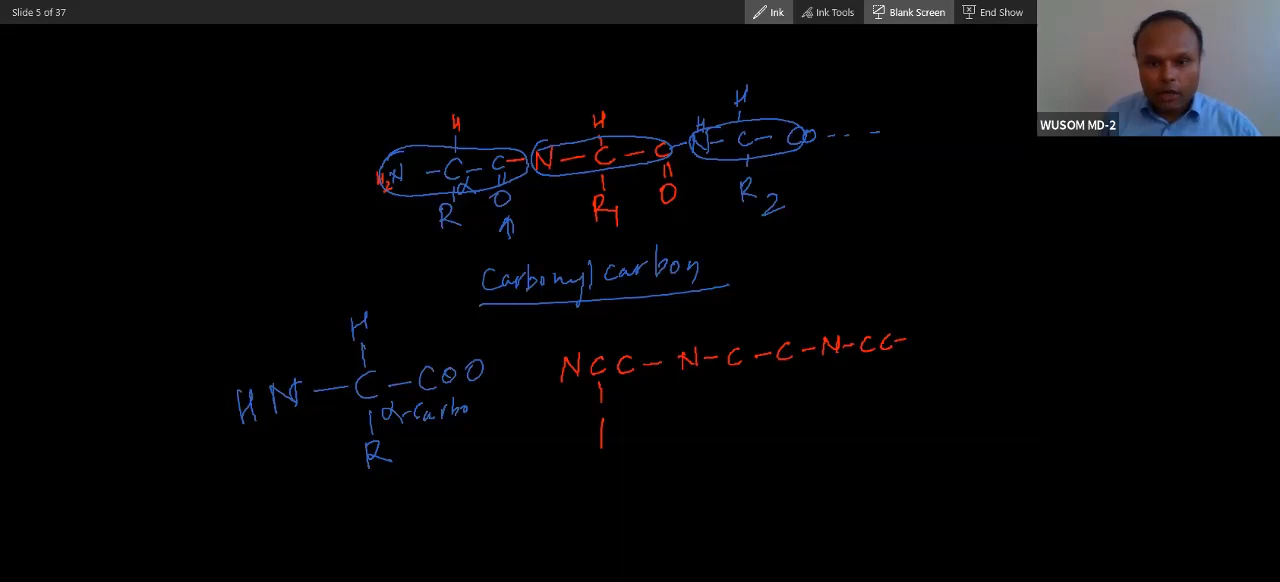 Slide 5 of 37
Ink
Ink Tools
Blank Screen
End Show
WUSOM MD-2
H H H
H2N - C - C - N - C - C - N - C - CO ---
α
R O R1 O R2
Carbonyl carbon
H
HN - C - COO
α-Carbo
R
NCC - N - C - C - N - CC -